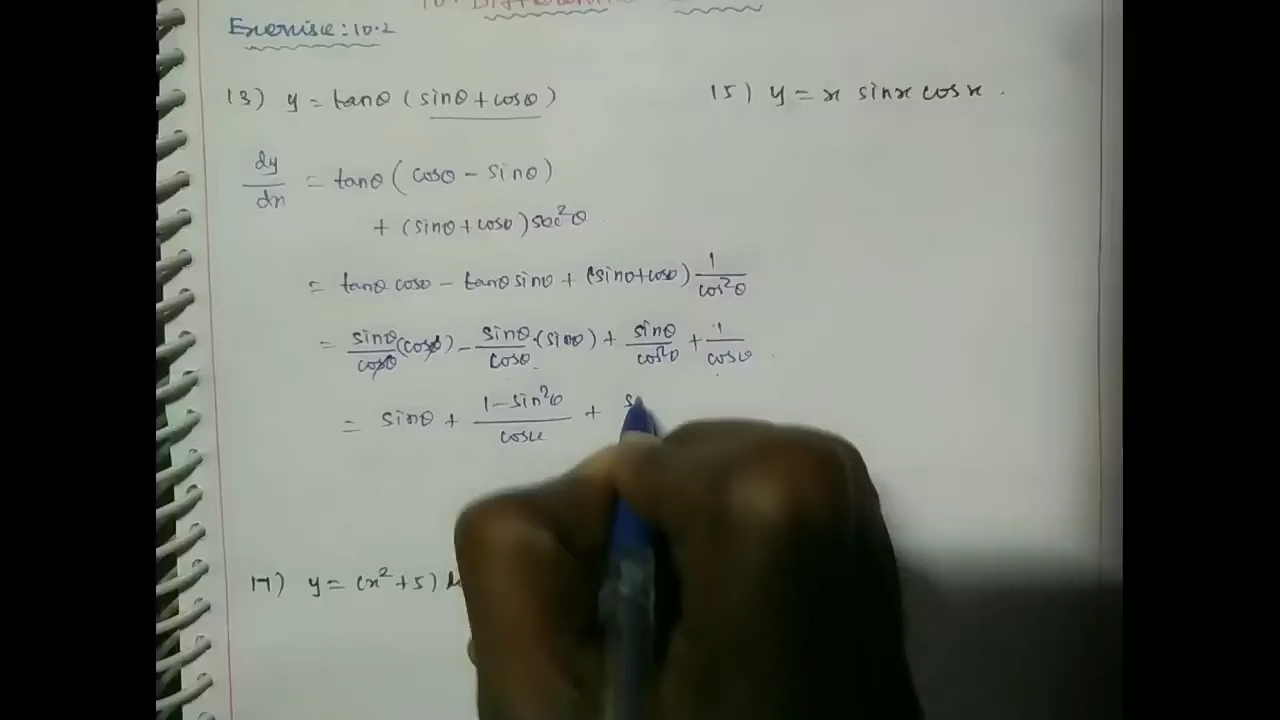 Exercise: 10.2
13) y = tanθ (sinθ + cosθ)
dy/dx = tanθ (cosθ - sinθ)
+ (sinθ + cosθ) sec²θ
= tanθ cosθ - tanθ sinθ + (sinθ + cosθ) 1/cos²θ
= sinθ/cosθ (cosθ) - sinθ/cosθ · (sinθ) + sinθ/cos²θ + 1/cosθ
= sinθ + 1 - sin²θ/cosθ +
15) y = x sinx cosx .
17) y = (x² + 5)